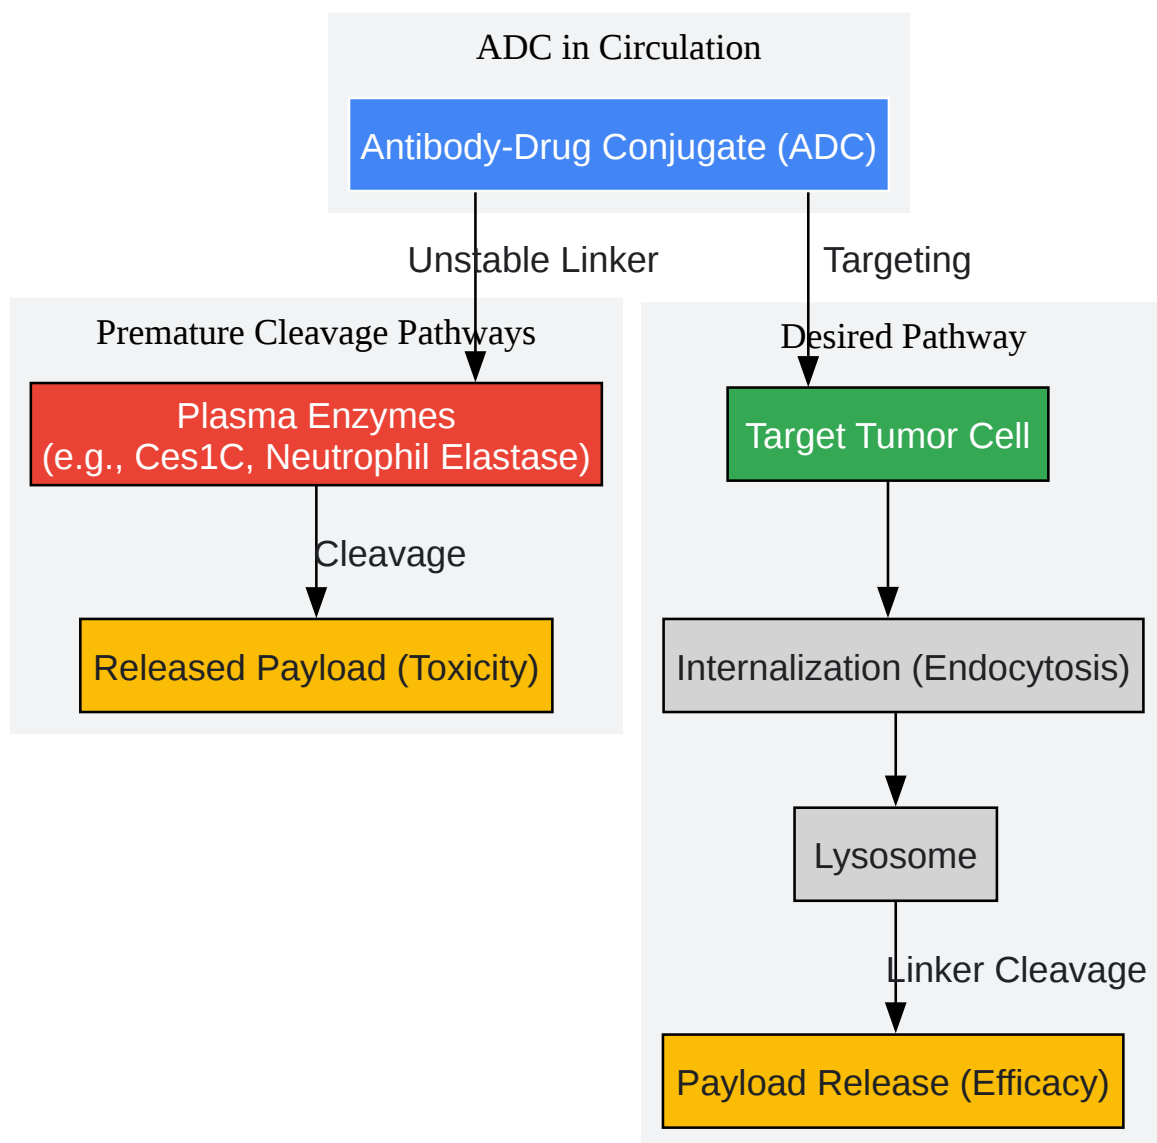 ADC in Circulation
Antibody-Drug Conjugate (ADC)
Unstable Linker
Targeting
Premature Cleavage Pathways
Plasma Enzymes
(e.g., Ces1C, Neutrophil Elastase)
Cleavage
Released Payload (Toxicity)
Desired Pathway
Target Tumor Cell
Internalization (Endocytosis)
Lysosome
Linker Cleavage
Payload Release (Efficacy)